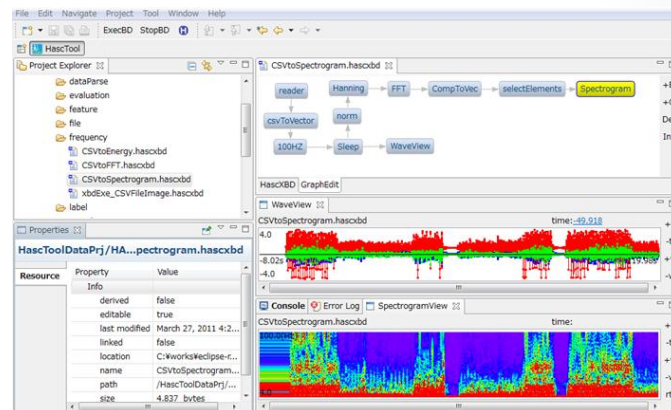 File Edit Navigate Project Tool Window Help
ExecBD StopBD
HascTool
Project Explorer
dataParse
evaluation
feature
file
frequency
CSVtoEnergy.hascxbd
CSVtoFFT.hascxbd
CSVtoSpectrogram.hascxbd
xbdExe_CSVFileImage.hascxbd
label
Properties
HascToolDataPrj/HA...pectrogram.hascxbd
Resource
Property Value
Info
derived false
editable true
last modified March 27, 2011 4:2...
linked false
location C:¥works¥eclipse-r...
name CSVtoSpectrogram...
path /HascToolDataPrj/...
size 4.837 bytes
CSVtoSpectrogram.hascxbd
reader Hanning FFT CompToVec selectElements Spectrogram
csvToVector norm
100HZ Sleep WaveView
HascXBD GraphEdit
WaveView
CSVtoSpectrogram.hascxbd time:-49.918
4.0
-8.02s
-4.0
Console Error Log SpectrogramView
CSVtoSpectrogram.hascxbd time: